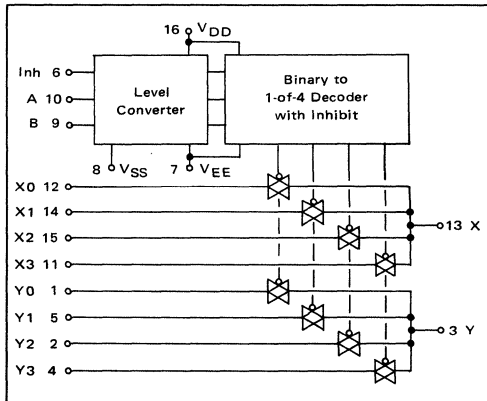 16 VDD
Inh 6
A 10
B 9
Level
Converter
Binary to
1-of-4 Decoder
with Inhibit
8 VSS
7 VEE
X0 12
X1 14
X2 15
X3 11
13 X
Y0 1
Y1 5
Y2 2
Y3 4
3 Y